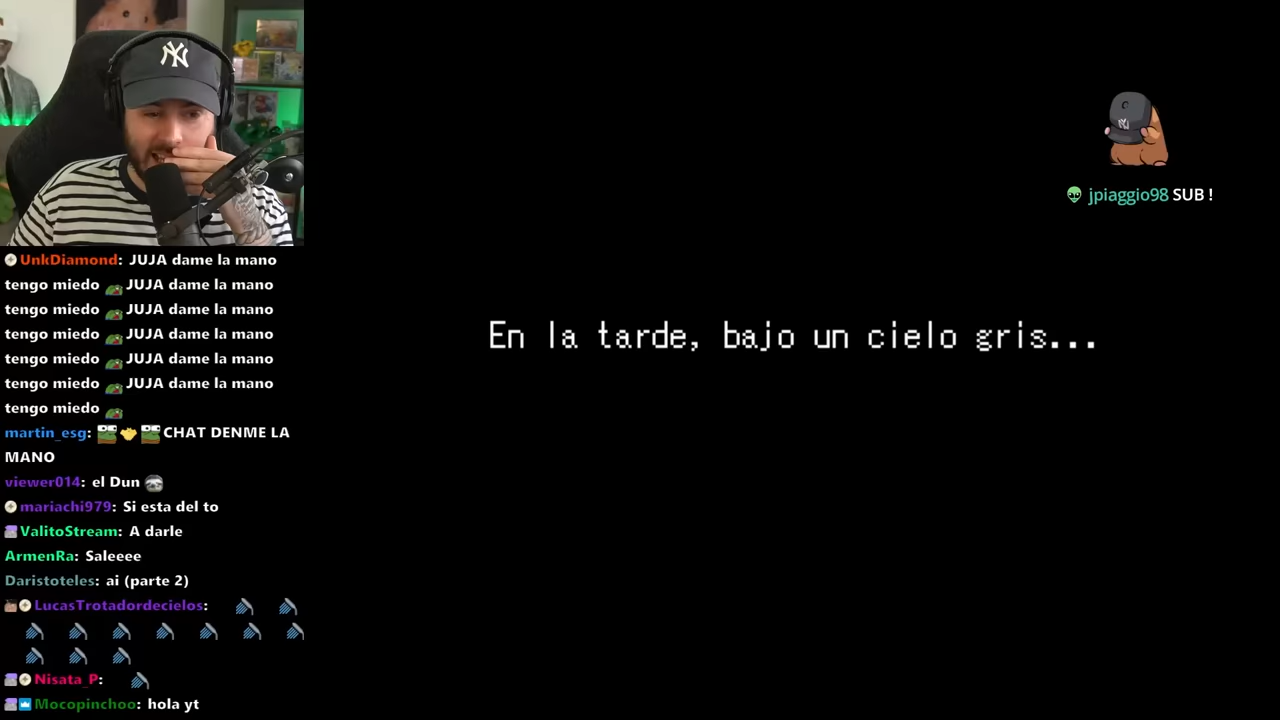 NY
UnkDiamond: JUJA dame la mano
tengo miedo JUJA dame la mano
tengo miedo JUJA dame la mano
tengo miedo JUJA dame la mano
tengo miedo JUJA dame la mano
tengo miedo JUJA dame la mano
tengo miedo
martin_esg: CHAT DENME LA
MANO
viewer014: el Dun
mariachi979: Si esta del to
ValitoStream: A darle
ArmenRa: Saleeee
Daristoteles: ai (parte 2)
LucasTrotadordecielos:
Nisata_P:
Mocopinchoo: hola yt
En la tarde, bajo un cielo gris...
NY
jpiaggio98 SUB !